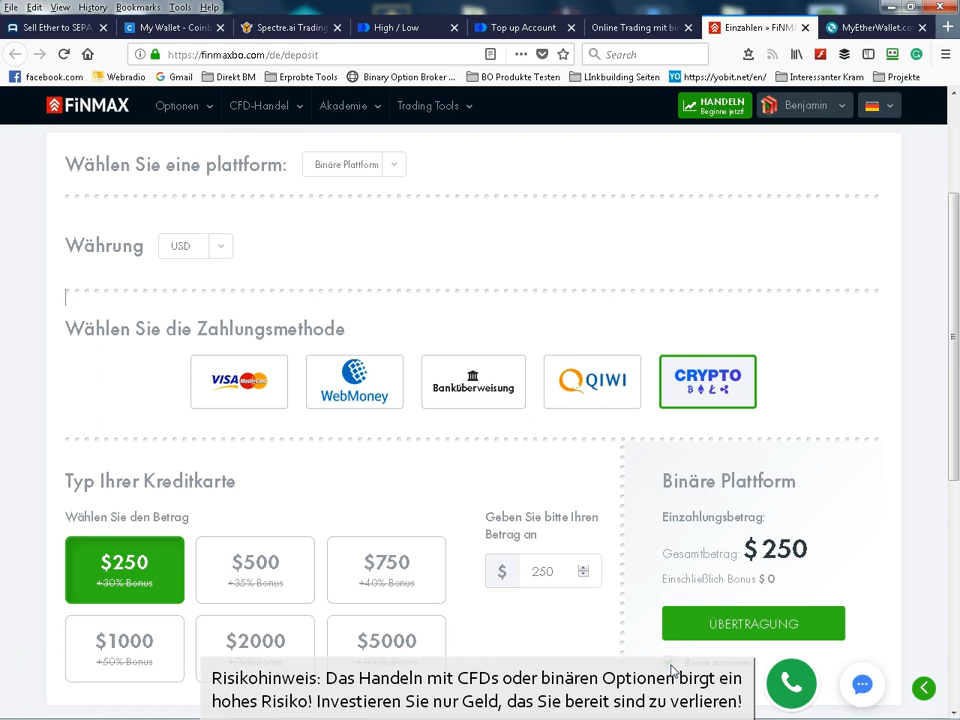 File Edit View History Bookmarks Tools Help
Sell Ether to SEPA
My Wallet - Coinb
Spectre.ai Trading
High / Low
Top up Account
Online Trading mit bi
Einzahlen » FiNMA
MyEtherWallet.co
https://finmaxbo.com/de/deposit
Search
facebook.com
Webradio
Gmail
Direkt BM
Erprobte Tools
Binary Option Broker ...
BO Produkte Testen
LInkbuilding Seiten
YO https://yobit.net/en/
Interessanter Kram
Projekte
FiNMAX
Optionen
CFD-Handel
Akademie
Trading Tools
HANDELN
Beginne jetzt!
Benjamin
Wählen Sie eine plattform:
Binäre Plattform
Währung
USD
Wählen Sie die Zahlungsmethode
VISA MasterCard
WebMoney
Banküberweisung
QIWI
CRYPTO
Typ Ihrer Kreditkarte
Wählen Sie den Betrag
$250
+30% Bonus
$500
+35% Bonus
$750
+40% Bonus
$1000
+50% Bonus
$2000
$5000
Geben Sie bitte Ihren
Betrag an
$ 250
Binäre Plattform
Einzahlungsbetrag:
Gesamtbetrag: $ 250
Einschließlich Bonus $ 0
ÜBERTRAGUNG
Risikohinweis: Das Handeln mit CFDs oder binären Optionen birgt ein
hohes Risiko! Investieren Sie nur Geld, das Sie bereit sind zu verlieren!